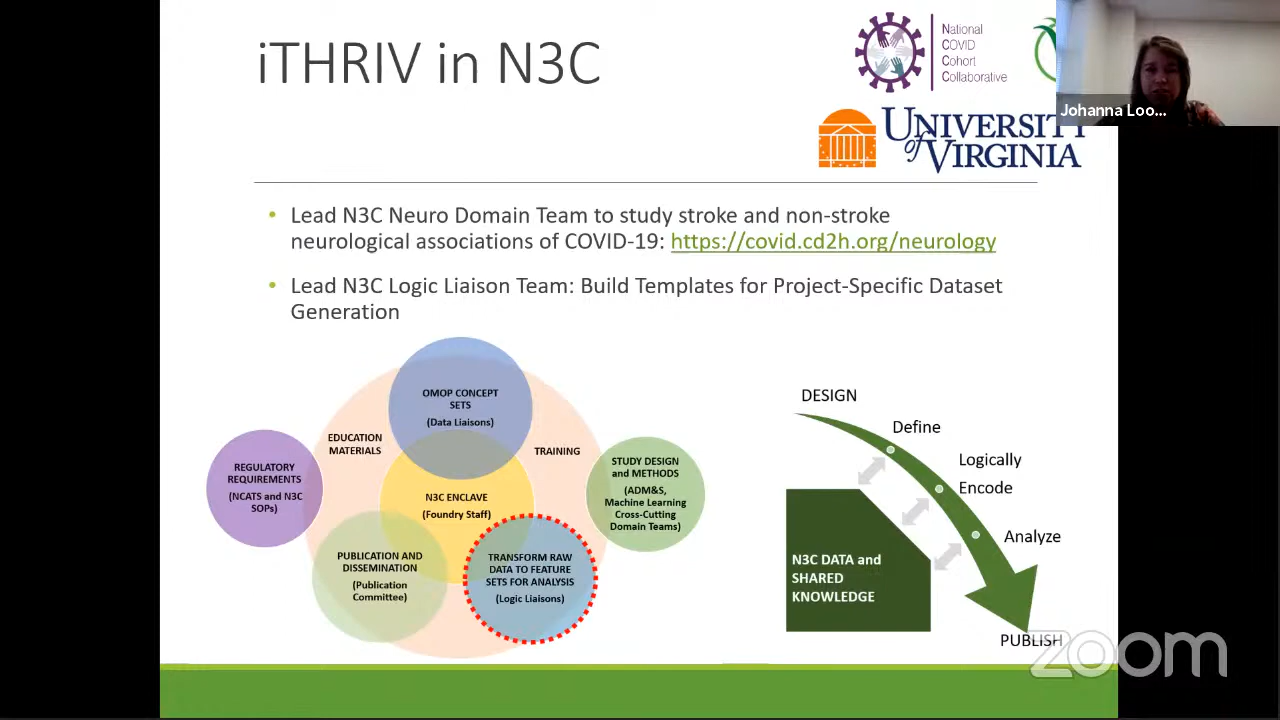 iTHRIV in N3C
National
COVID
Cohort
Collaborative
Johanna Loo...
UNIVERSITY
of VIRGINIA
• Lead N3C Neuro Domain Team to study stroke and non-stroke
neurological associations of COVID-19: https://covid.cd2h.org/neurology
• Lead N3C Logic Liaison Team: Build Templates for Project-Specific Dataset
Generation
OMOP CONCEPT
SETS
(Data Liaisons)
EDUCATION
MATERIALS
TRAINING
REGULATORY
REQUIREMENTS
(NCATS and N3C
SOPs)
N3C ENCLAVE
(Foundry Staff)
STUDY DESIGN
and METHODS
(ADM&S,
Machine Learning
Cross-Cutting
Domain Teams)
PUBLICATION AND
DISSEMINATION
(Publication
Committee)
TRANSFORM RAW
DATA TO FEATURE
SETS FOR ANALYSIS
(Logic Liaisons)
DESIGN
Define
Logically
Encode
Analyze
N3C DATA and
SHARED
KNOWLEDGE
PUBLISH
zoom